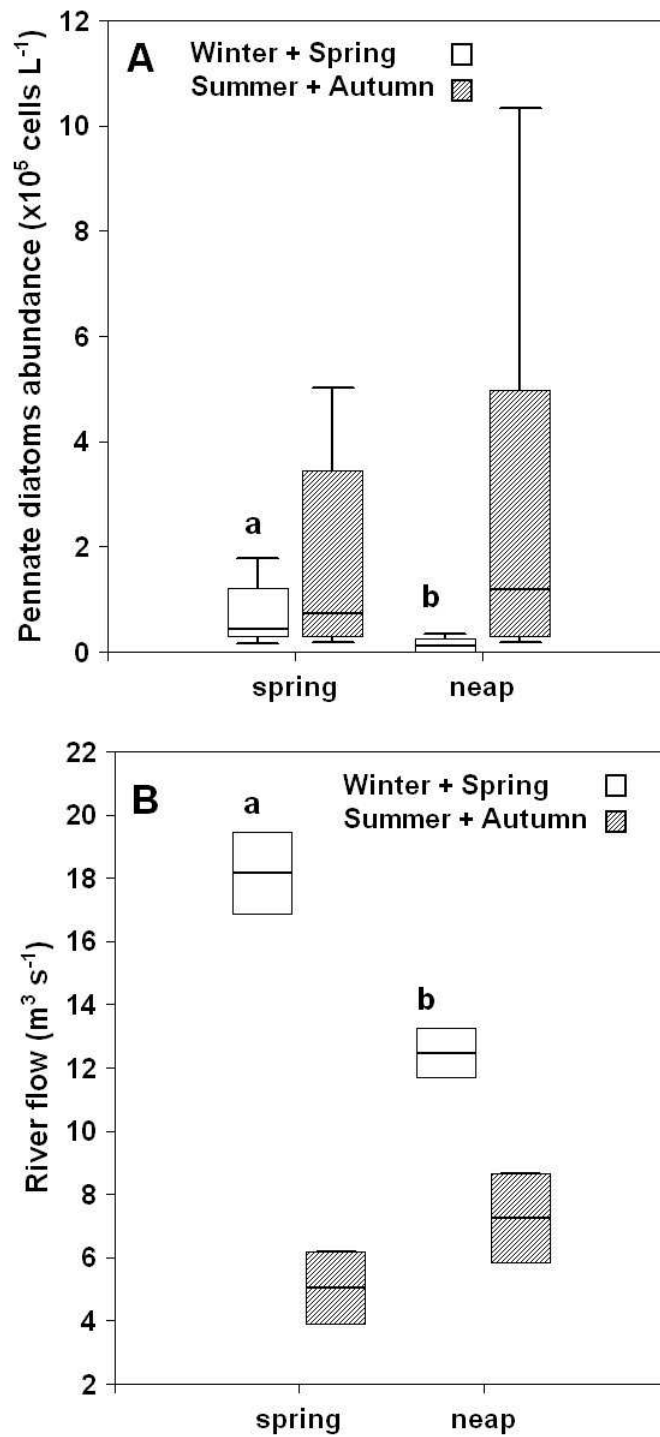 A
Winter + Spring
Summer + Autumn
Pennate diatoms abundance (x10⁵ cells L⁻¹)
12
10
8
6
4
2
0
a
b
spring neap
B
Winter + Spring
Summer + Autumn
River flow (m³ s⁻¹)
22
20
18
16
14
12
10
8
6
4
2
a
b
spring neap